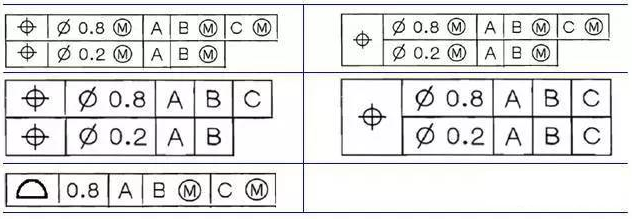 ⌖ ∅ 0.8 Ⓜ A B Ⓜ C Ⓜ
⌖ ∅ 0.2 Ⓜ A B Ⓜ
⌖ ∅ 0.8 Ⓜ A B Ⓜ C Ⓜ
∅ 0.2 Ⓜ A B Ⓜ
⌖ ∅ 0.8 A B C
⌖ ∅ 0.2 A B
⌖ ∅ 0.8 A B C
∅ 0.2 A B C
⌓ 0.8 A B Ⓜ C Ⓜ